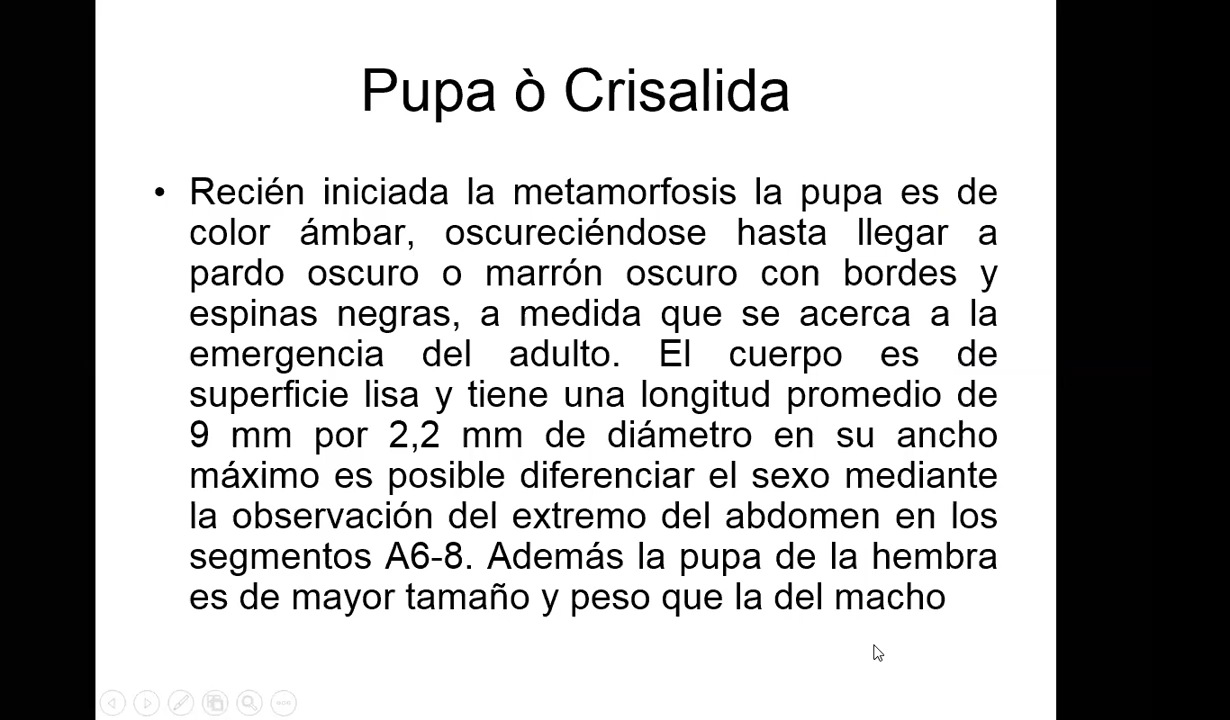 Pupa ò Crisalida
• Recién iniciada la metamorfosis la pupa es de
color ámbar, oscureciéndose hasta llegar a
pardo oscuro o marrón oscuro con bordes y
espinas negras, a medida que se acerca a la
emergencia del adulto. El cuerpo es de
superficie lisa y tiene una longitud promedio de
9 mm por 2,2 mm de diámetro en su ancho
máximo es posible diferenciar el sexo mediante
la observación del extremo del abdomen en los
segmentos A6-8. Además la pupa de la hembra
es de mayor tamaño y peso que la del macho